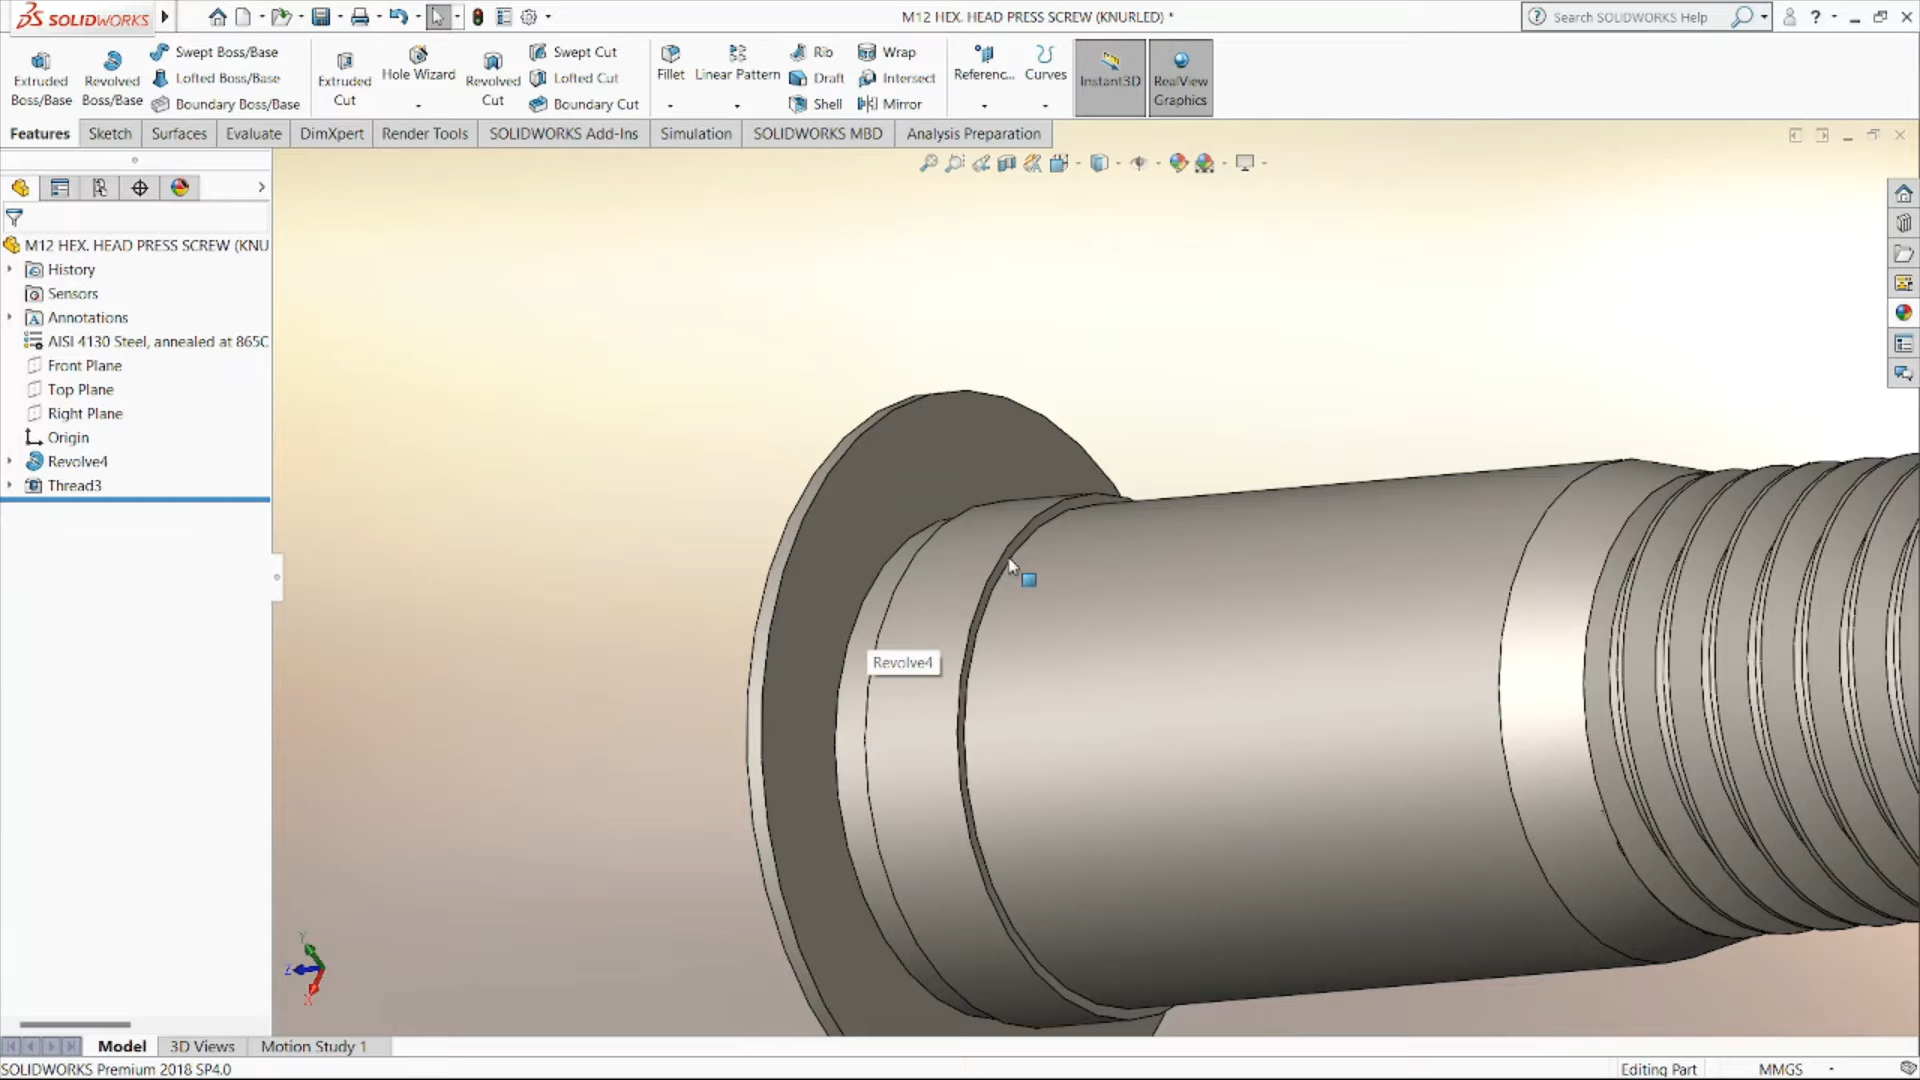 SOLIDWORKS
M12 HEX. HEAD PRESS SCREW (KNURLED) *
Search SOLIDWORKS Help
Extruded Boss/Base
Revolved Boss/Base
Swept Boss/Base
Lofted Boss/Base
Boundary Boss/Base
Extruded Cut
Hole Wizard
Revolved Cut
Swept Cut
Lofted Cut
Boundary Cut
Fillet
Linear Pattern
Rib
Draft
Shell
Wrap
Intersect
Mirror
Referenc...
Curves
Instant3D
RealView Graphics
Features
Sketch
Surfaces
Evaluate
DimXpert
Render Tools
SOLIDWORKS Add-Ins
Simulation
SOLIDWORKS MBD
Analysis Preparation
M12 HEX. HEAD PRESS SCREW (KNU
History
Sensors
Annotations
AISI 4130 Steel, annealed at 865C
Front Plane
Top Plane
Right Plane
Origin
Revolve4
Thread3
Revolve4
Y
Z
X
Model
3D Views
Motion Study 1
SOLIDWORKS Premium 2018 SP4.0
Editing Part
MMGS